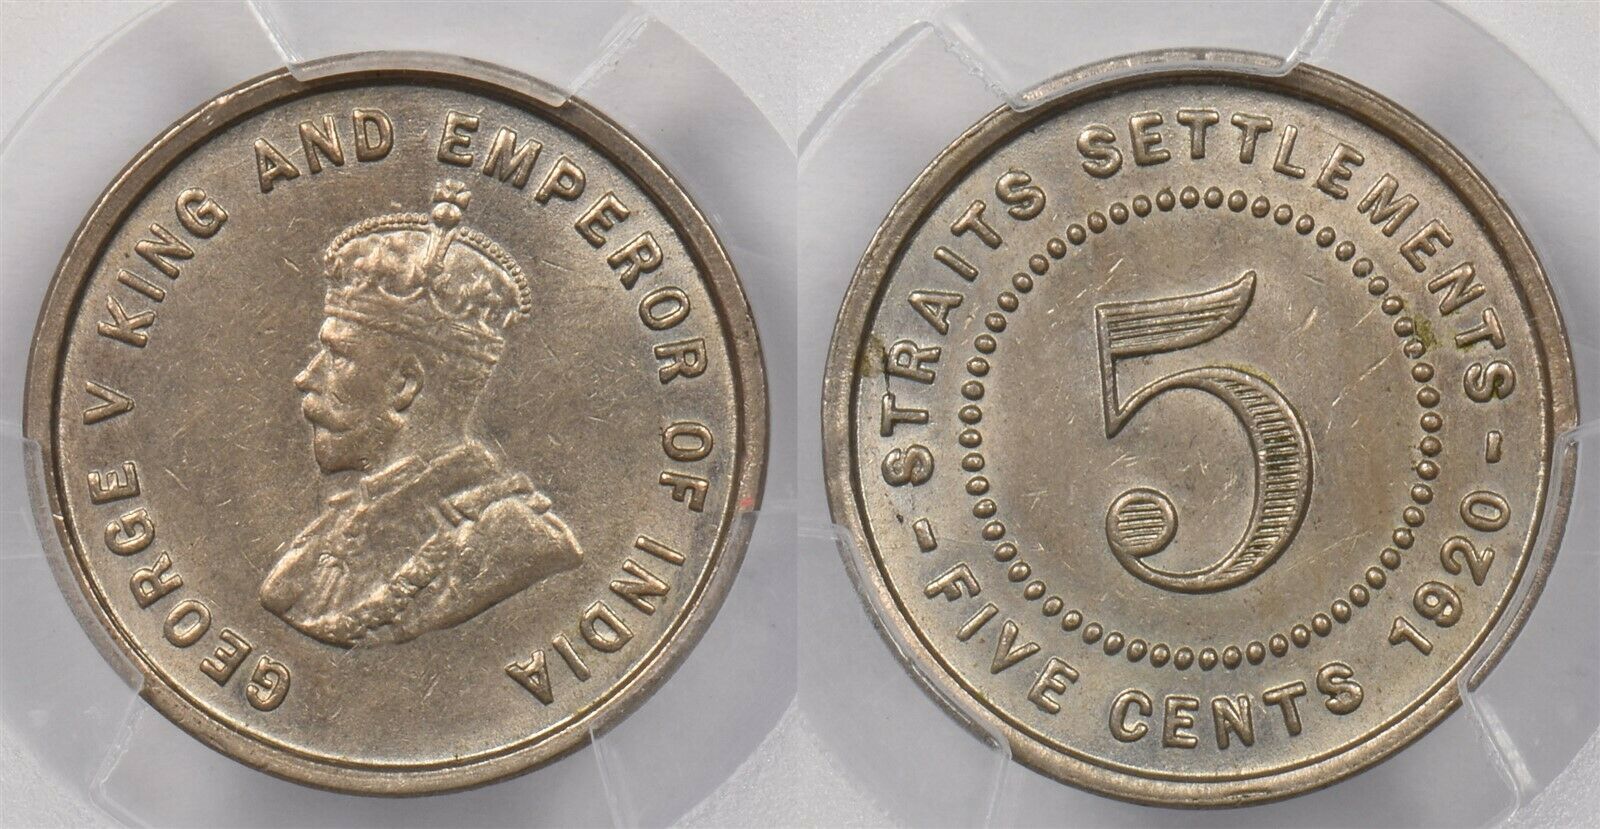 GEORGE V KING AND EMPEROR OF INDIA
- STRAITS SETTLEMENTS -
5
FIVE CENTS 1920